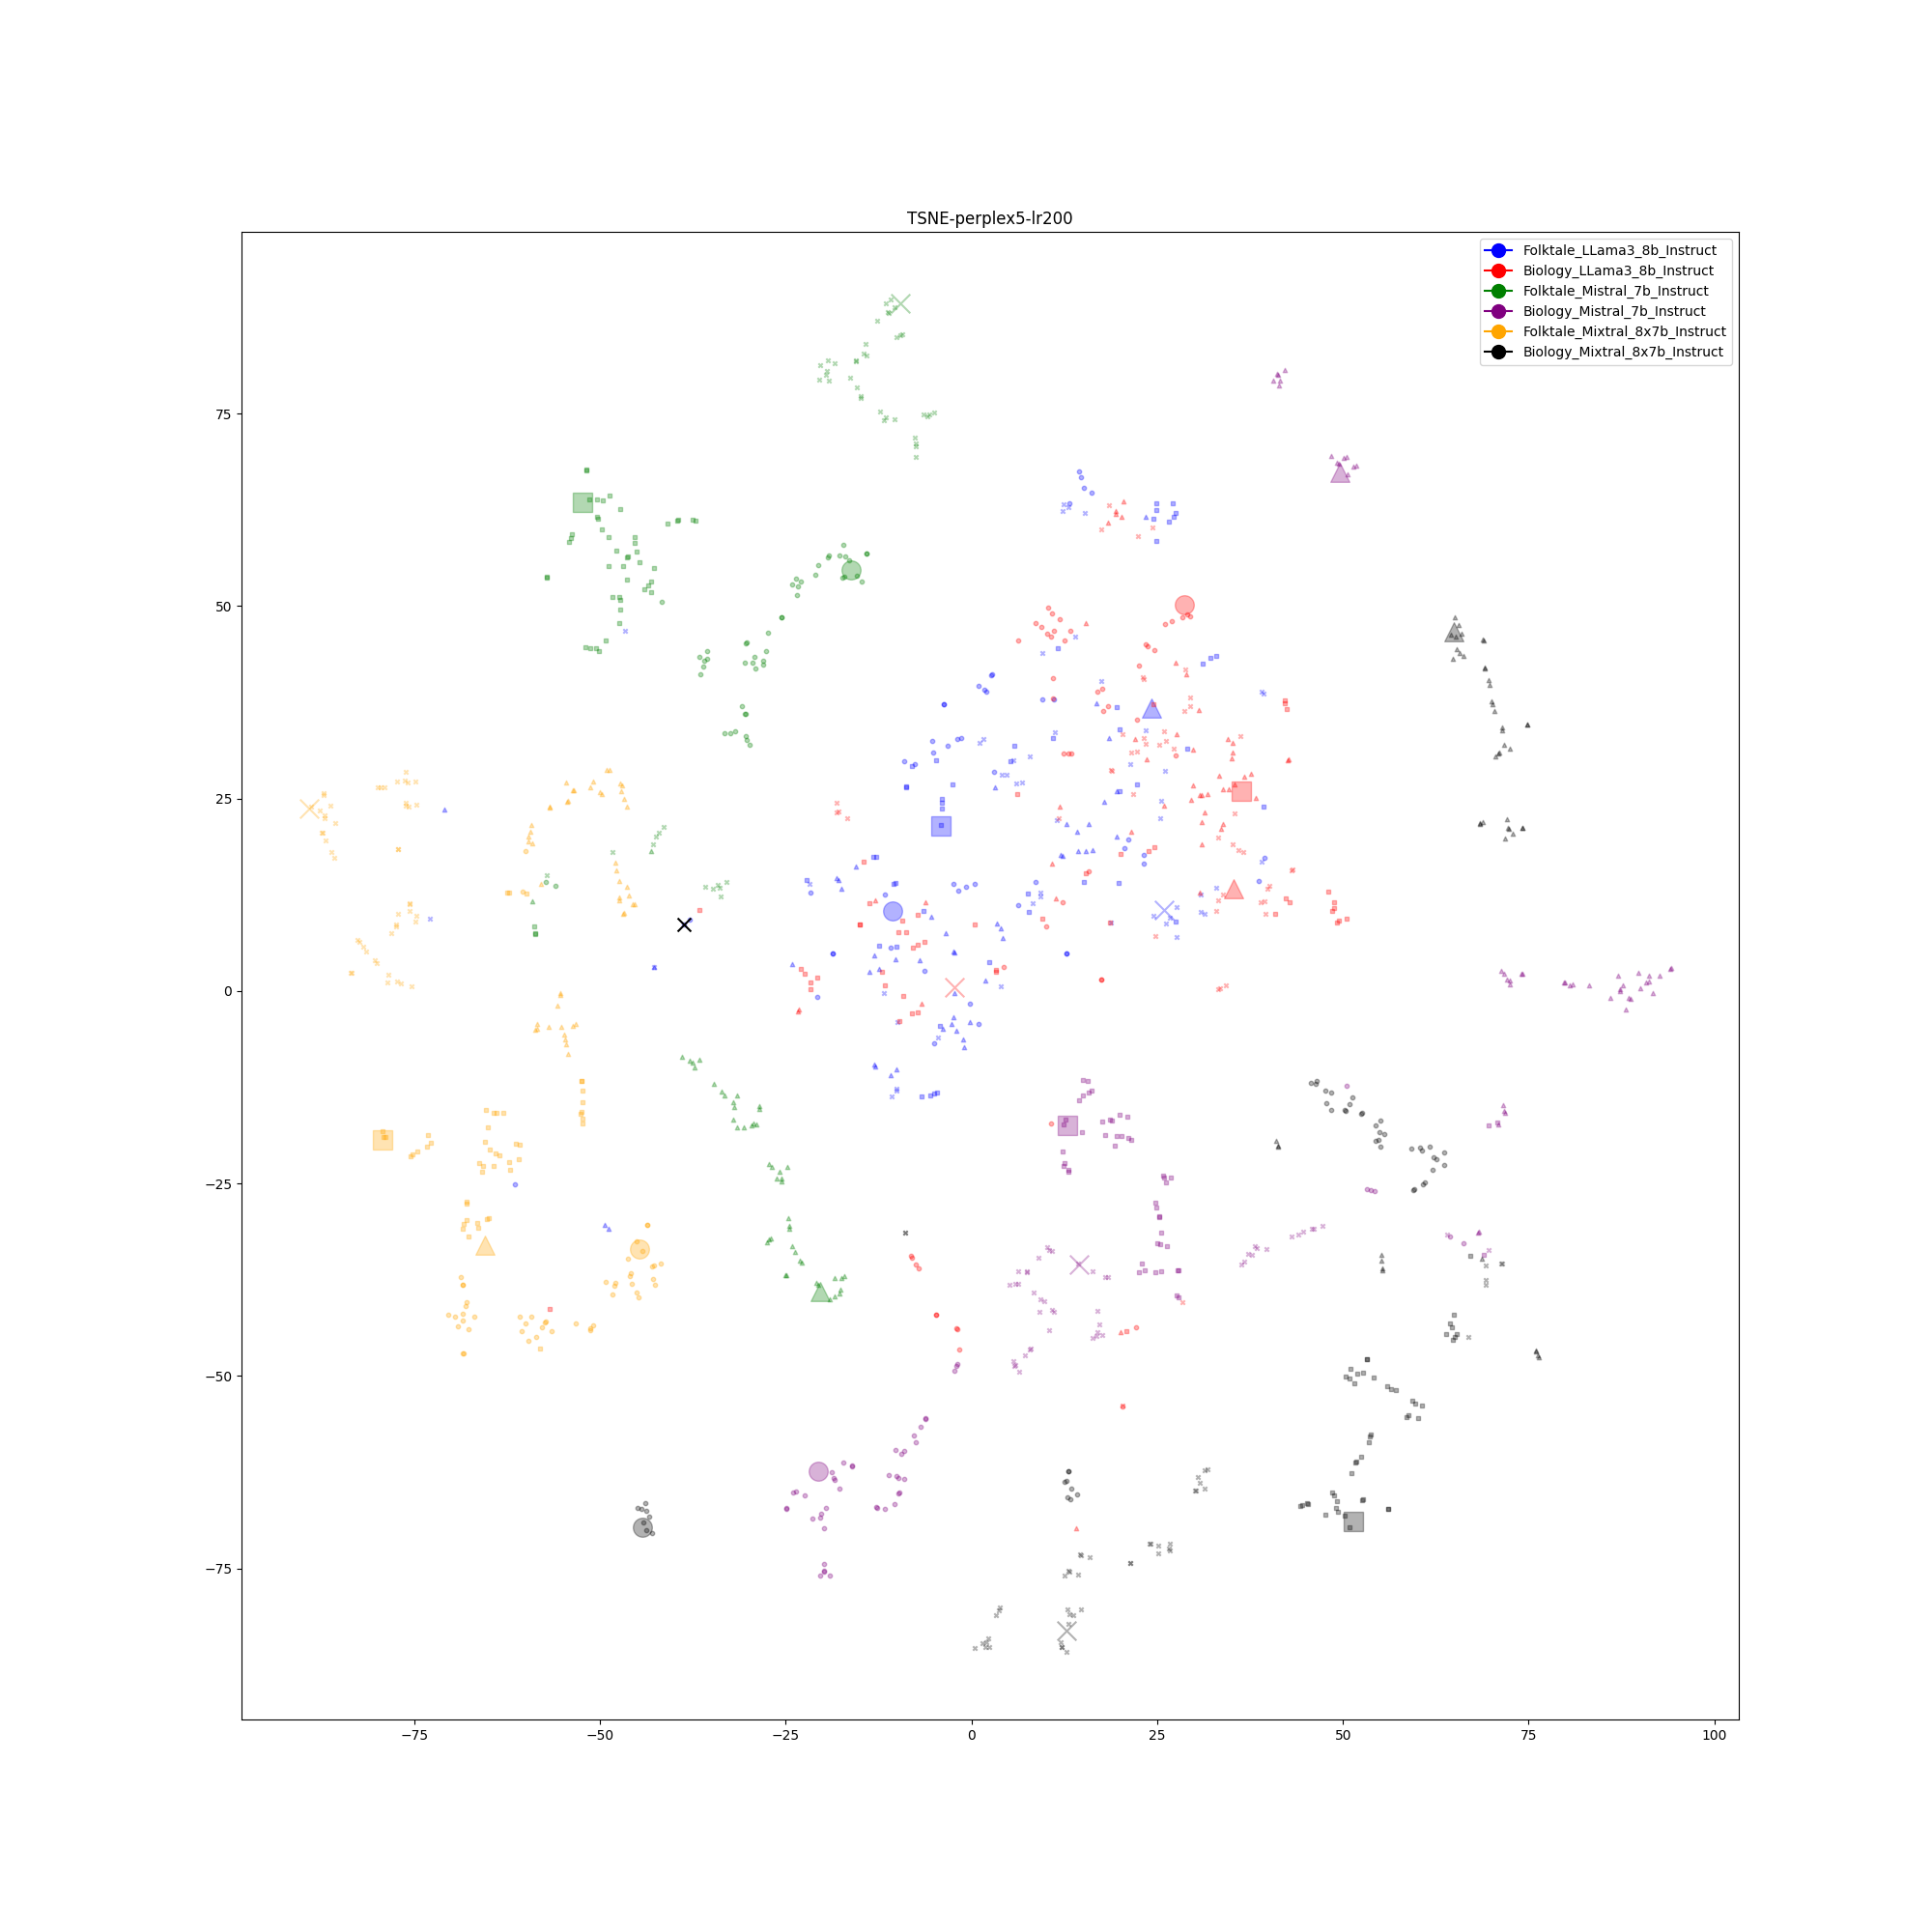 TSNE-perplex5-lr200
Folktale_LLama3_8b_Instruct
Biology_LLama3_8b_Instruct
Folktale_Mistral_7b_Instruct
Biology_Mistral_7b_Instruct
Folktale_Mixtral_8x7b_Instruct
Biology_Mixtral_8x7b_Instruct
75
50
25
0
−25
−50
−75
−75 −50 −25 0 25 50 75 100